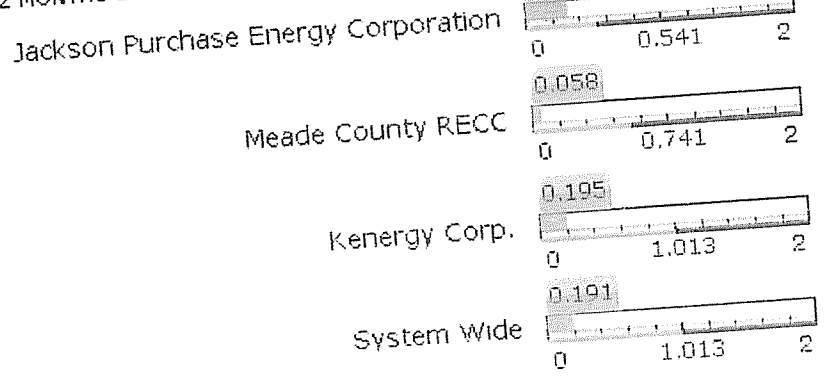 Jackson Purchase Energy Corporation
0 0.541 2
0.058
Meade County RECC
0 0.741 2
0.195
Kenergy Corp.
0 1.013 2
0.191
System Wide
0 1.013 2